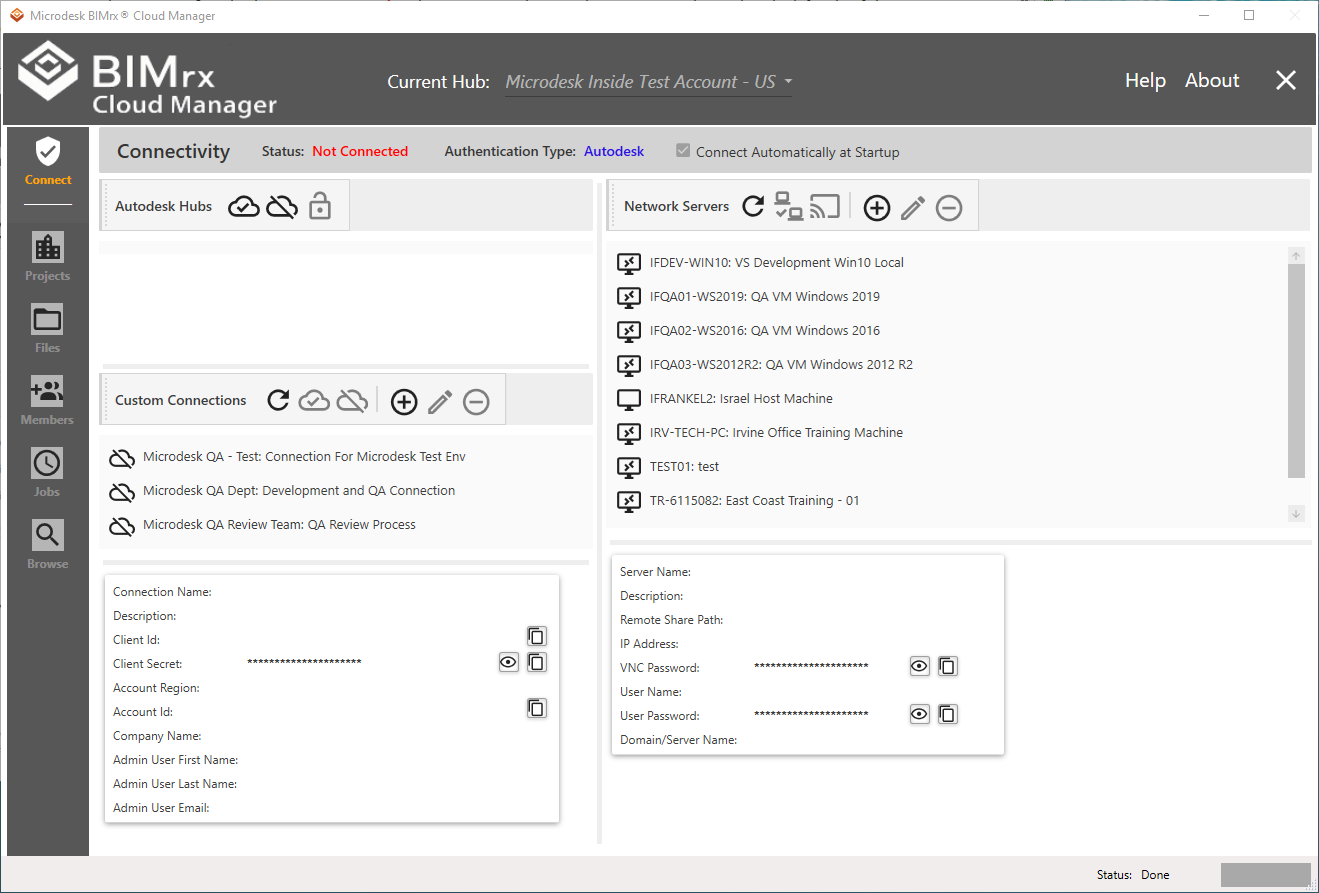 Microdesk BIMrx® Cloud Manager
BIMrx
Cloud Manager
Current Hub: Microdesk Inside Test Account - US
Help About
Connect
Projects
Files
Members
Jobs
Browse
Connectivity Status: Not Connected Authentication Type: Autodesk Connect Automatically at Startup
Autodesk Hubs
Custom Connections
Microdesk QA - Test: Connection For Microdesk Test Env
Microdesk QA Dept: Development and QA Connection
Microdesk QA Review Team: QA Review Process
Connection Name:
Description:
Client Id:
Client Secret: *********************
Account Region:
Account Id:
Company Name:
Admin User First Name:
Admin User Last Name:
Admin User Email:
Network Servers
IFDEV-WIN10: VS Development Win10 Local
IFQA01-WS2019: QA VM Windows 2019
IFQA02-WS2016: QA VM Windows 2016
IFQA03-WS2012R2: QA VM Windows 2012 R2
IFRANKEL2: Israel Host Machine
IRV-TECH-PC: Irvine Office Training Machine
TEST01: test
TR-6115082: East Coast Training - 01
Server Name:
Description:
Remote Share Path:
IP Address:
VNC Password: *********************
User Name:
User Password: *********************
Domain/Server Name:
Status: Done